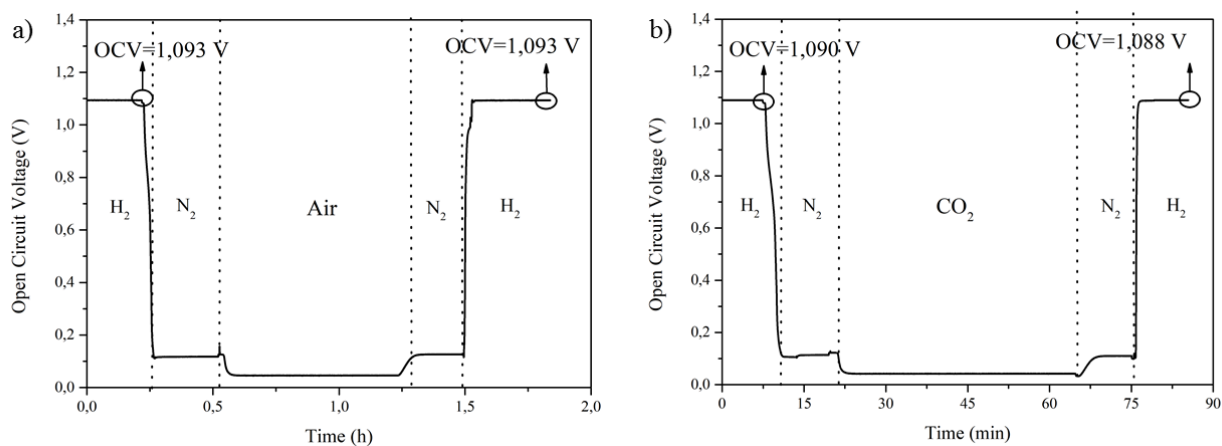 a)
OCV=1,093 V
OCV=1,093 V
1,4
1,2
1,0
0,8
0,6
0,4
0,2
0,0
Open Circuit Voltage (V)
H₂
N₂
Air
N₂
H₂
0,0
0,5
1,0
1,5
2,0
Time (h)
b)
OCV=1,090 V
OCV=1,088 V
1,4
1,2
1,0
0,8
0,6
0,4
0,2
0,0
Open Circuit Voltage (V)
H₂
N₂
CO₂
N₂
H₂
0
15
30
45
60
75
90
Time (min)